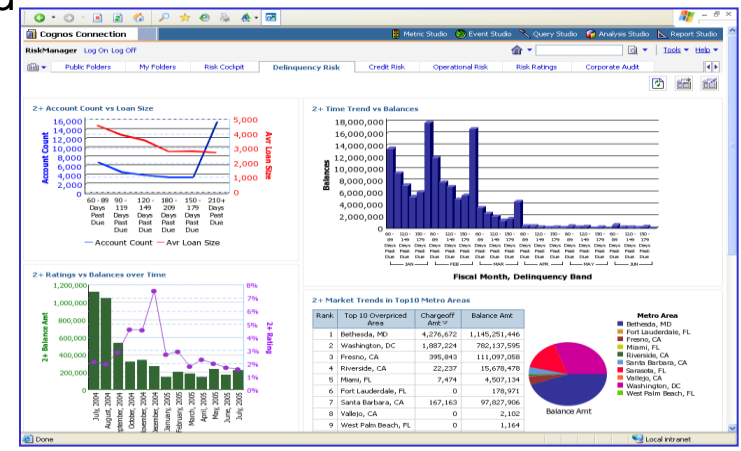 Cognos Connection
Metric Studio Event Studio Query Studio Analysis Studio Report Studio
RiskManager Log On Log Off
Tools Help
Public Folders My Folders Risk Cockpit Delinquency Risk Credit Risk Operational Risk Risk Ratings Corporate Audit
2+ Account Count vs Loan Size
16,000
14,000
12,000
10,000
8,000
6,000
4,000
2,000
0
Account Count
5,000
4,000
3,000
2,000
1,000
0
Avr Loan Size
60 - 89 Days Past Due
90 - 119 Days Past Due
120 - 149 Days Past Due
180 - 209 Days Past Due
150 - 179 Days Past Due
210+ Days Past Due
Account Count Avr Loan Size
2+ Time Trend vs Balances
18,000,000
16,000,000
14,000,000
12,000,000
10,000,000
8,000,000
6,000,000
4,000,000
2,000,000
0
Balances
JAN FEB MAR APR MAY JUN
Fiscal Month, Delinquency Band
2+ Ratings vs Balances over Time
1,200,000
1,000,000
800,000
600,000
400,000
200,000
0
2+ Balance Amt
8%
7%
6%
5%
4%
3%
2%
1%
0%
2+ Rating
July, 2004
August, 2004
October, 2004
January, 2005
February, 2005
March, 2005
April, 2005
May, 2005
June, 2005
July, 2005
2+ Market Trends in Top10 Metro Areas
Rank Top 10 Overpriced Area Chargeoff Amt Balance Amt
1 Bethesda, MD 4,276,672 1,145,251,446
2 Washington, DC 1,887,224 782,137,595
3 Fresno, CA 395,843 111,097,058
4 Riverside, CA 22,237 15,678,478
5 Miami, FL 7,474 4,507,134
6 Fort Lauderdale, FL 0 178,971
7 Santa Barbara, CA 167,163 97,827,906
8 Vallejo, CA 0 2,102
9 West Palm Beach, FL 0 1,164
Balance Amt
Metro Area
Bethesda, MD
Fort Lauderdale, FL
Fresno, CA
Miami, FL
Riverside, CA
Santa Barbara, CA
Sarasota, FL
Vallejo, CA
Washington, DC
West Palm Beach, FL
Done
Local intranet